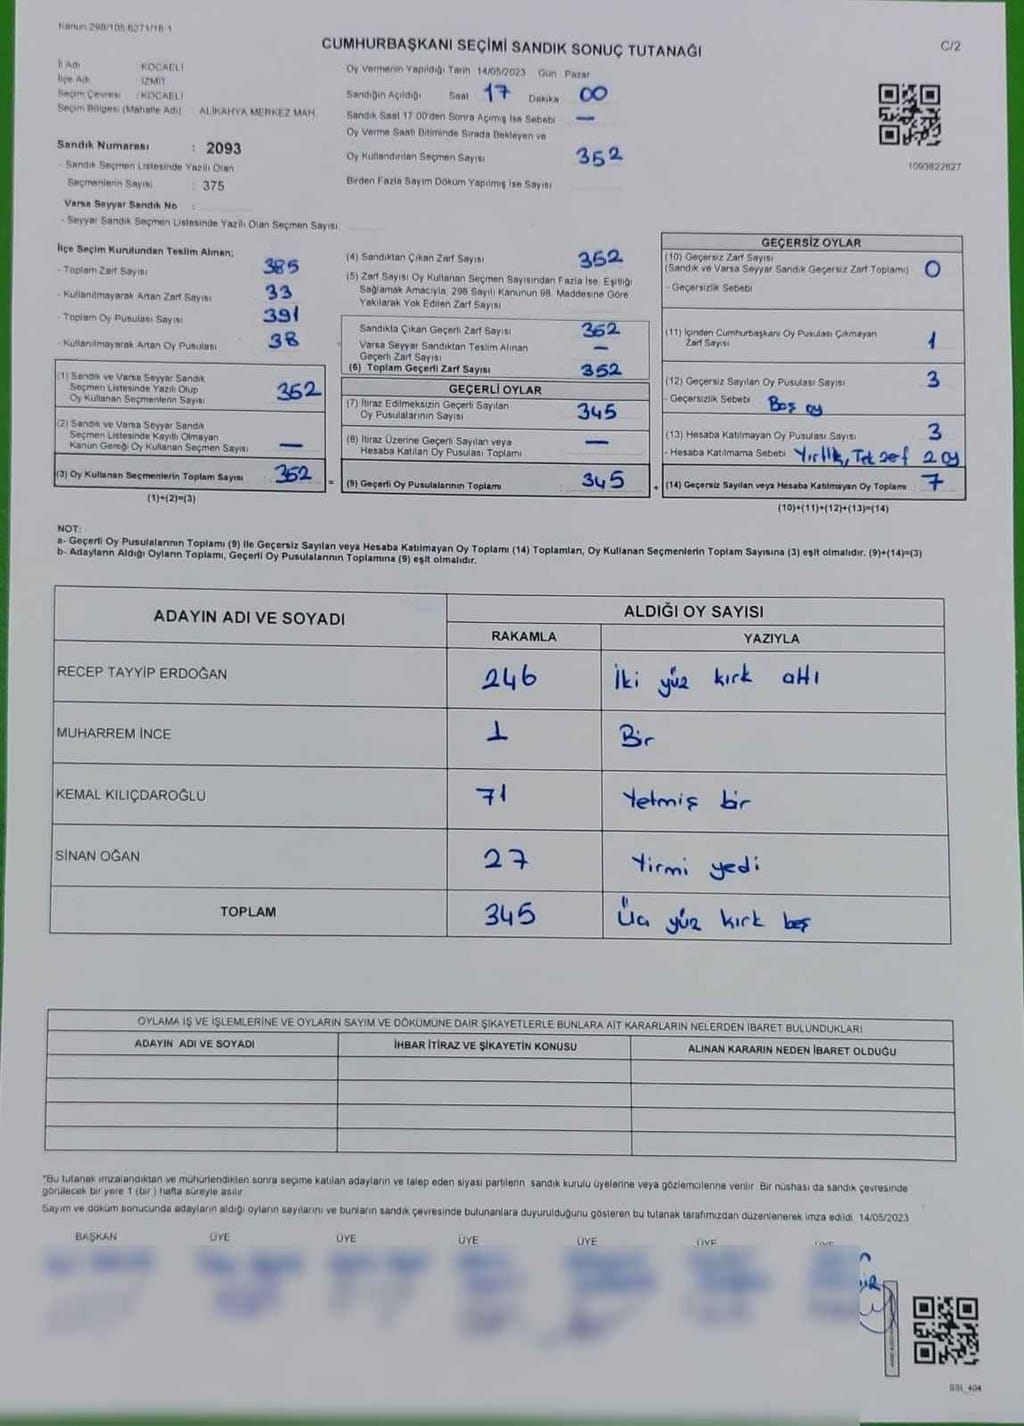 Kanun 298/105-6271/18-1
CUMHURBAŞKANI SEÇİMİ SANDIK SONUÇ TUTANAĞI
C/2
İl Adı KOCAELİ
İlçe Adı İZMİT
Seçim Çevresi : KOCAELİ
Seçim Bölgesi (Mahalle Adı) ALİKAHYA MERKEZ MAH.
Sandık Numarası : 2093
- Sandık Seçmen Listesinde Yazılı Olan
Seçmenlerin Sayısı : 375
Varsa Seyyar Sandık No :
- Seyyar Sandık Seçmen Listesinde Yazılı Olan Seçmen Sayısı:
Oy Vermenin Yapıldığı Tarih 14/05/2023 Gün Pazar
Sandığın Açıldığı Saat 17 Dakika 00
Sandık Saat 17 00'den Sonra Açımış İse Sebebi —
Oy Verme Saati Bitiminde Sırada Bekleyen ve
Oy Kullandırılan Seçmen Sayısı 352
Birden Fazla Sayım Döküm Yapılmış İse Sayısı
1093822827
İlçe Seçim Kurulundan Teslim Alınan;
- Toplam Zarf Sayısı 385
- Kullanılmayarak Artan Zarf Sayısı 33
- Toplam Oy Pusulası Sayısı 391
- Kullanılmayarak Artan Oy Pusulası 38
(1) Sandık ve Varsa Seyyar Sandık
Seçmen Listesinde Yazılı Olup
Oy Kullanan Seçmenlerin Sayısı 352
(2) Sandık ve Varsa Seyyar Sandık
Seçmen Listesinde Kayıtlı Olmayan
Kanun Gereği Oy Kullanan Seçmen Sayısı —
(3) Oy Kullanan Seçmenlerin Toplam Sayısı 352
(1)+(2)=(3)
(4) Sandıktan Çıkan Zarf Sayısı 352
(5) Zarf Sayısı Oy Kullanan Seçmen Sayısından Fazla İse, Eşitliği
Sağlamak Amacıyla, 298 Sayılı Kanunun 98. Maddesine Göre
Yakılarak Yok Edilen Zarf Sayısı
Sandıkla Çıkan Geçerli Zarf Sayısı 352
Varsa Seyyar Sandıktan Teslim Alınan
Geçerli Zarf Sayısı —
(6) Toplam Geçerli Zarf Sayısı 352
GEÇERLİ OYLAR
(7) İtiraz Edilmeksizin Geçerli Sayılan
Oy Pusulalarının Sayısı 345
(8) İtiraz Üzerine Geçerli Sayılan veya
Hesaba Katılan Oy Pusulası Toplamı —
= (9) Geçerli Oy Pusulalarının Toplamı 345
GEÇERSİZ OYLAR
(10) Geçersiz Zarf Sayısı
(Sandık ve Varsa Seyyar Sandık Geçersiz Zarf Toplamı) 0
- Geçersizlik Sebebi
(11) İçinden Cumhurbaşkanı Oy Pusulası Çıkmayan
Zarf Sayısı 1
(12) Geçersiz Sayılan Oy Pusulası Sayısı 3
- Geçersizlik Sebebi Boş oy
(13) Hesaba Katılmayan Oy Pusulası Sayısı 3
- Hesaba Katılmama Sebebi Yırtık, Tek zarf 2 oy
+ (14) Geçersiz Sayılan veya Hesaba Katılmayan Oy Toplamı 7
(10)+(11)+(12)+(13)=(14)
NOT:
a- Geçerli Oy Pusulalarının Toplamı (9) ile Geçersiz Sayılan veya Hesaba Katılmayan Oy Toplamı (14) Toplamları, Oy Kullanan Seçmenlerin Toplam Sayısına (3) eşit olmalıdır. (9)+(14)=(3)
b- Adayların Aldığı Oyların Toplamı, Geçerli Oy Pusulalarının Toplamına (9) eşit olmalıdır.
ADAYIN ADI VE SOYADI
ALDIĞI OY SAYISI
RAKAMLA YAZIYLA
RECEP TAYYİP ERDOĞAN 246 İki yüz kırk altı
MUHARREM İNCE 1 Bir
KEMAL KILIÇDAROĞLU 71 Yetmiş bir
SİNAN OĞAN 27 Yirmi yedi
TOPLAM 345 Üç yüz kırk beş
OYLAMA İŞ VE İŞLEMLERİNE VE OYLARIN SAYIM VE DÖKÜMÜNE DAİR ŞİKAYETLERLE BUNLARA AİT KARARLARIN NELERDEN İBARET BULUNDUKLARI
ADAYIN ADI VE SOYADI İHBAR İTİRAZ VE ŞİKAYETİN KONUSU ALINAN KARARIN NEDEN İBARET OLDUĞU
*Bu tutanak imzalandıktan ve mühürlendikten sonra seçime katılan adayların ve talep eden siyasi partilerin sandık kurulu üyelerine veya gözlemcilerine verilir Bir nüshası da sandık çevresinde
görülecek bir yere 1 (bir ) hafta süreyle asılır
Sayım ve döküm sonucunda adayların aldığı oyların sayılarını ve bunların sandık çevresinde bulunanlara duyurulduğunu gösteren bu tutanak tarafımızdan düzenlenerek imza edildi. 14/05/2023
BAŞKAN ÜYE ÜYE ÜYE ÜYE ÜYE ÜYE